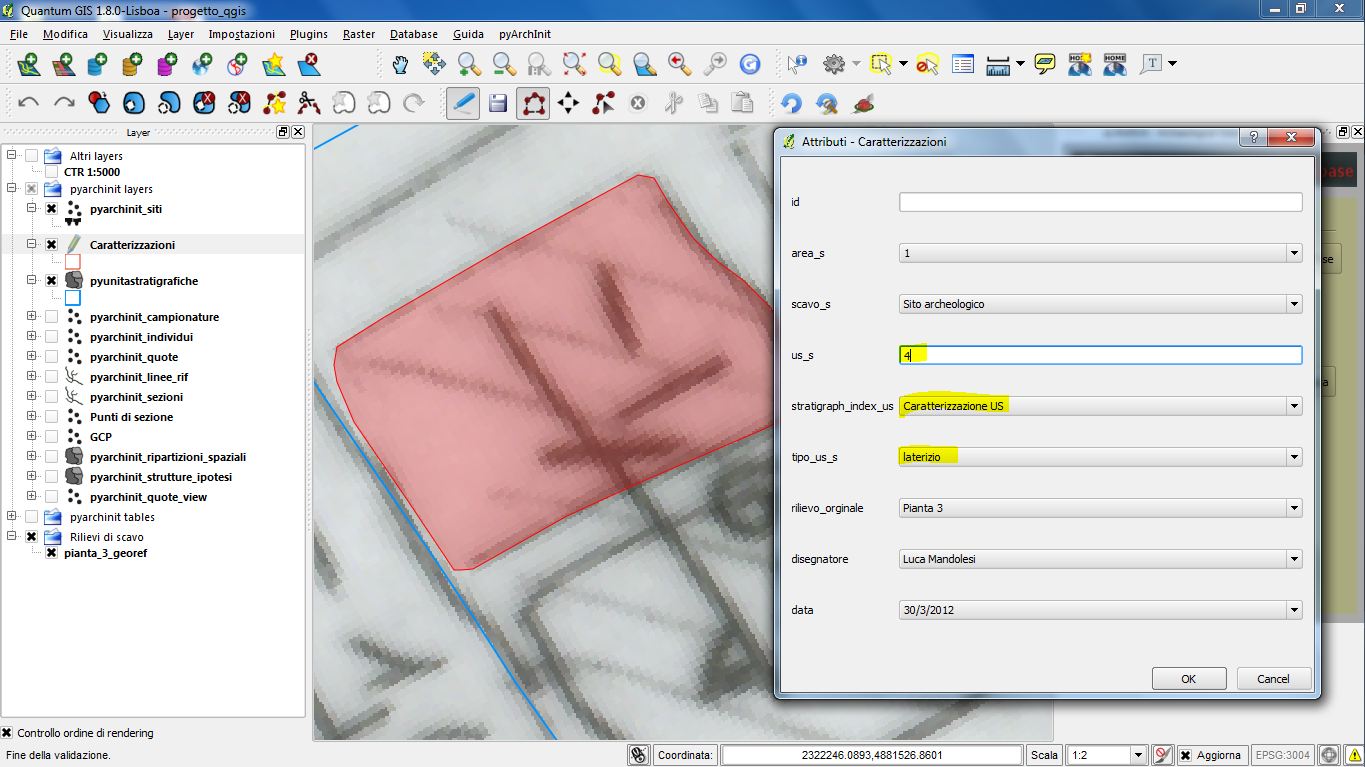 Quantum GIS 1.8.0-Lisboa - progetto_qgis
File Modifica Visualizza Layer Impostazioni Plugins Raster Database Guida pyArchInit
HOME
T
Layer
Altri layers
CTR 1:5000
pyarchinit layers
pyarchinit_siti
Caratterizzazioni
pyunitastratigrafiche
pyarchinit_campionature
pyarchinit_individui
pyarchinit_quote
pyarchinit_linee_rif
pyarchinit_sezioni
Punti di sezione
GCP
pyarchinit_ripartizioni_spaziali
pyarchinit_strutture_ipotesi
pyarchinit_quote_view
pyarchinit tables
Rilievi di scavo
pianta_3_georef
Controllo ordine di rendering
Attributi - Caratterizzazioni
id
area_s 1
scavo_s Sito archeologico
us_s 4
stratigraph_index_us Caratterizzazione US
tipo_us_s laterizio
rilievo_orginale Pianta 3
disegnatore Luca Mandolesi
data 30/3/2012
OK Cancel
Fine della validazione. Coordinata: 2322246.0893,4881526.8601 Scala 1:2 Aggiorna EPSG:3004